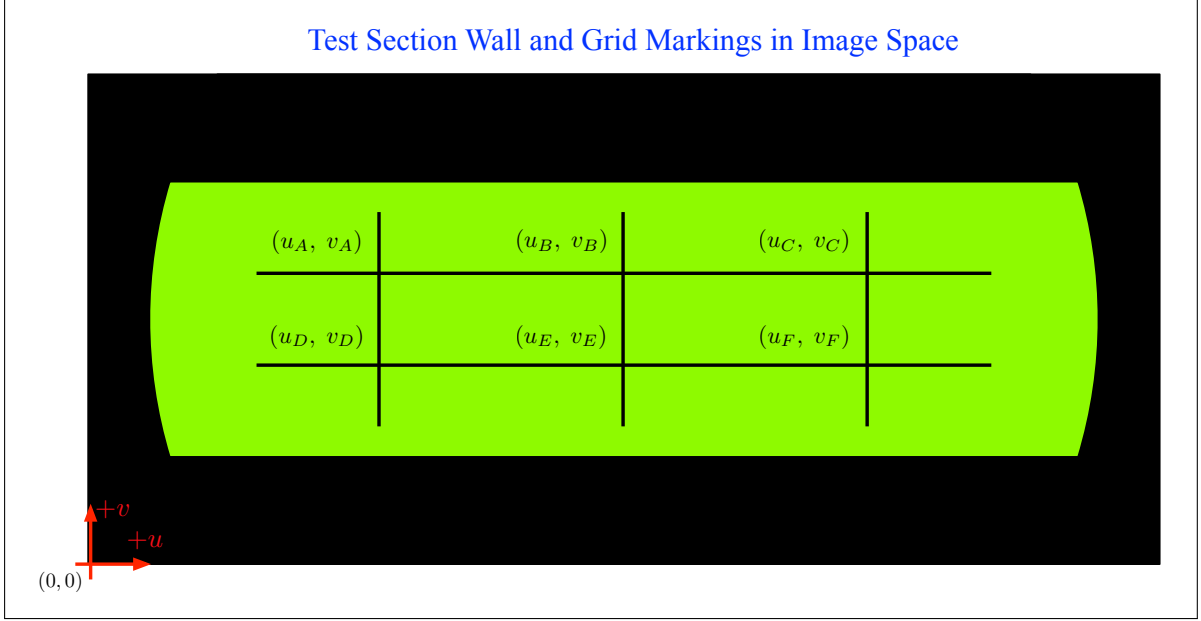 Test Section Wall and Grid Markings in Image Space
(u_A, v_A) (u_B, v_B) (u_C, v_C)
(u_D, v_D) (u_E, v_E) (u_F, v_F)
+v
+u
(0, 0)